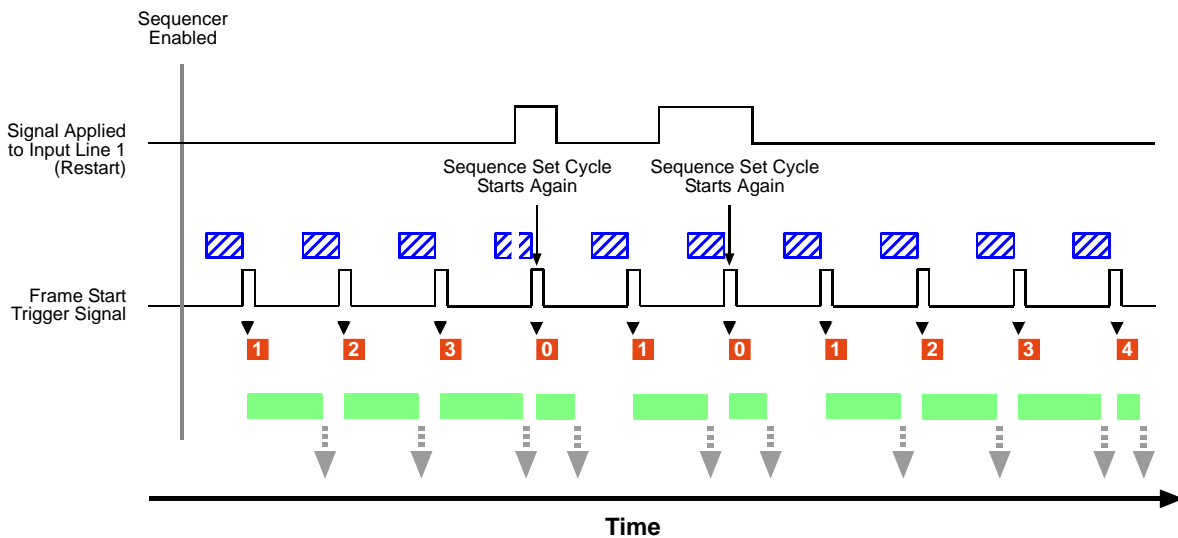 Sequencer
Enabled
Signal Applied
to Input Line 1
(Restart)
Sequence Set Cycle
Starts Again
Sequence Set Cycle
Starts Again
Frame Start
Trigger Signal
1 2 3 0 1 0 1 2 3 4
Time